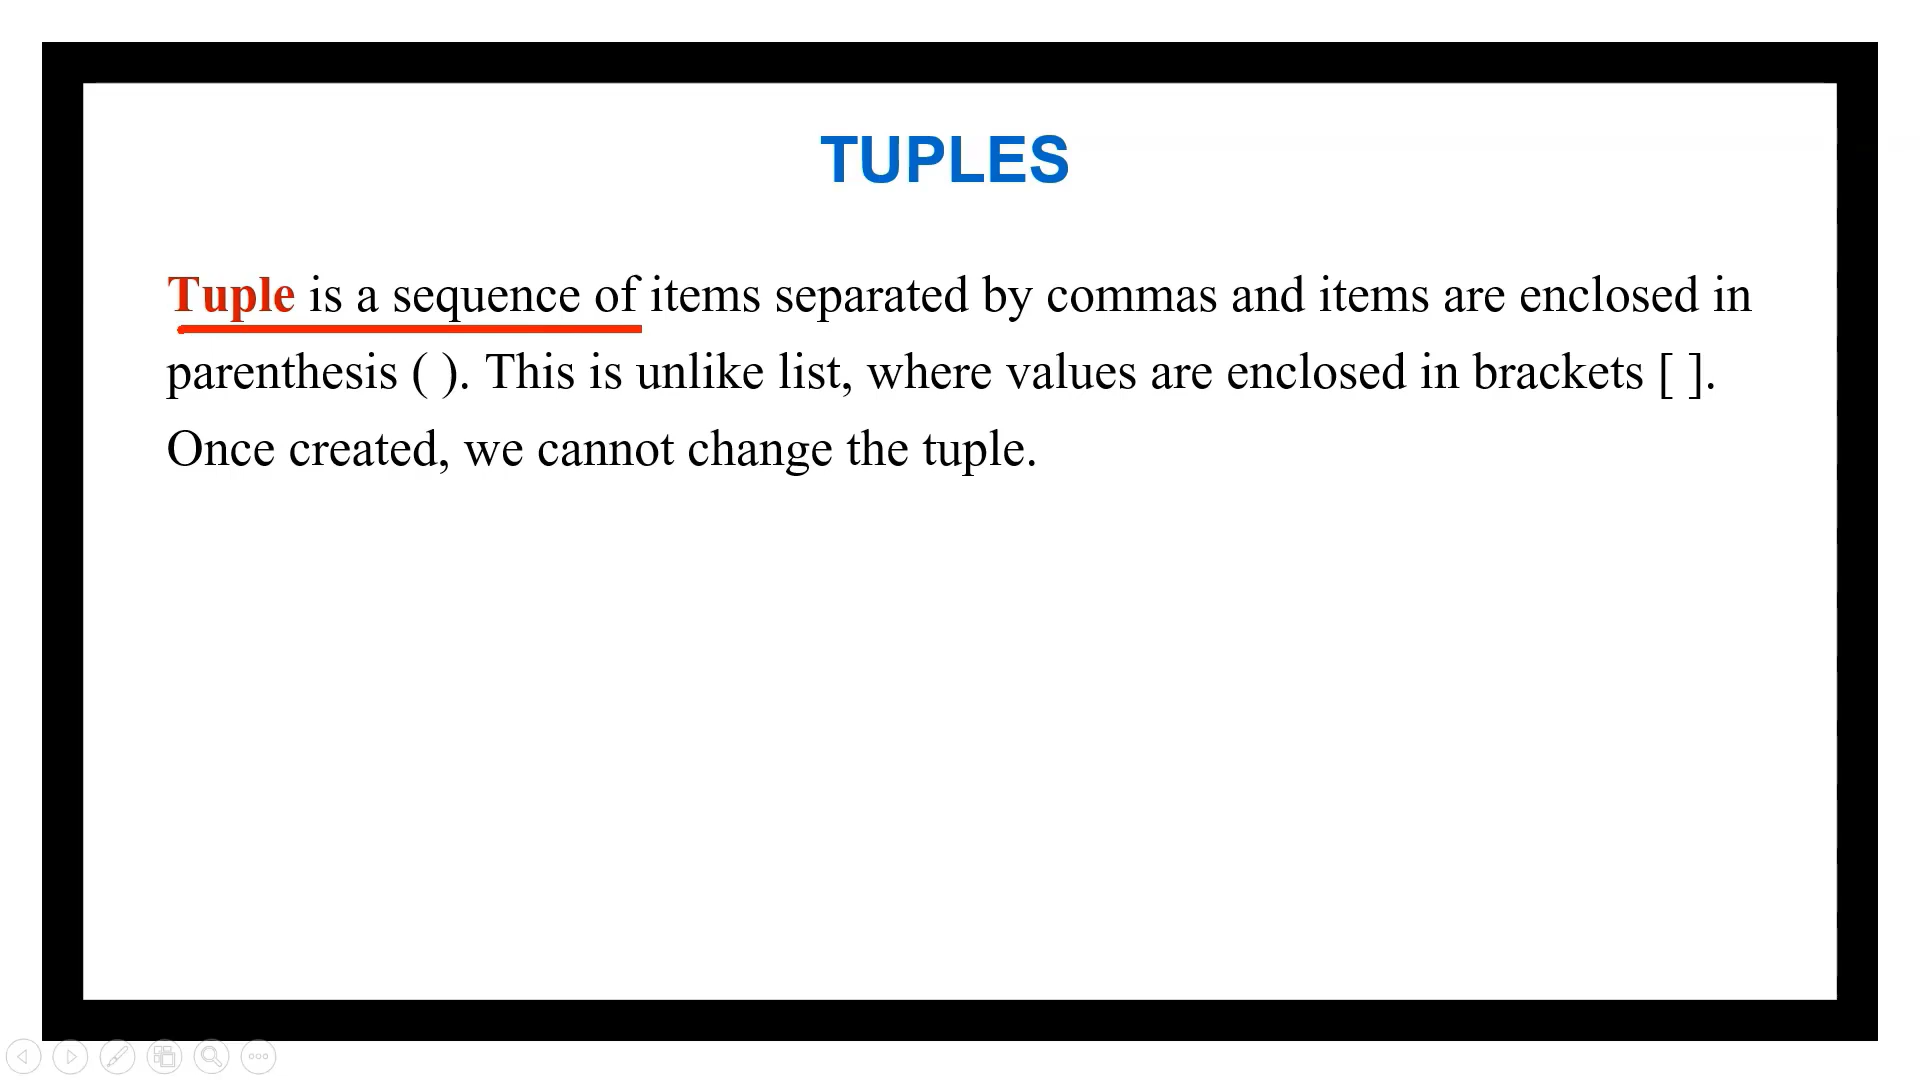 TUPLES
Tuple is a sequence of items separated by commas and items are enclosed in
parenthesis ( ). This is unlike list, where values are enclosed in brackets [ ].
Once created, we cannot change the tuple.